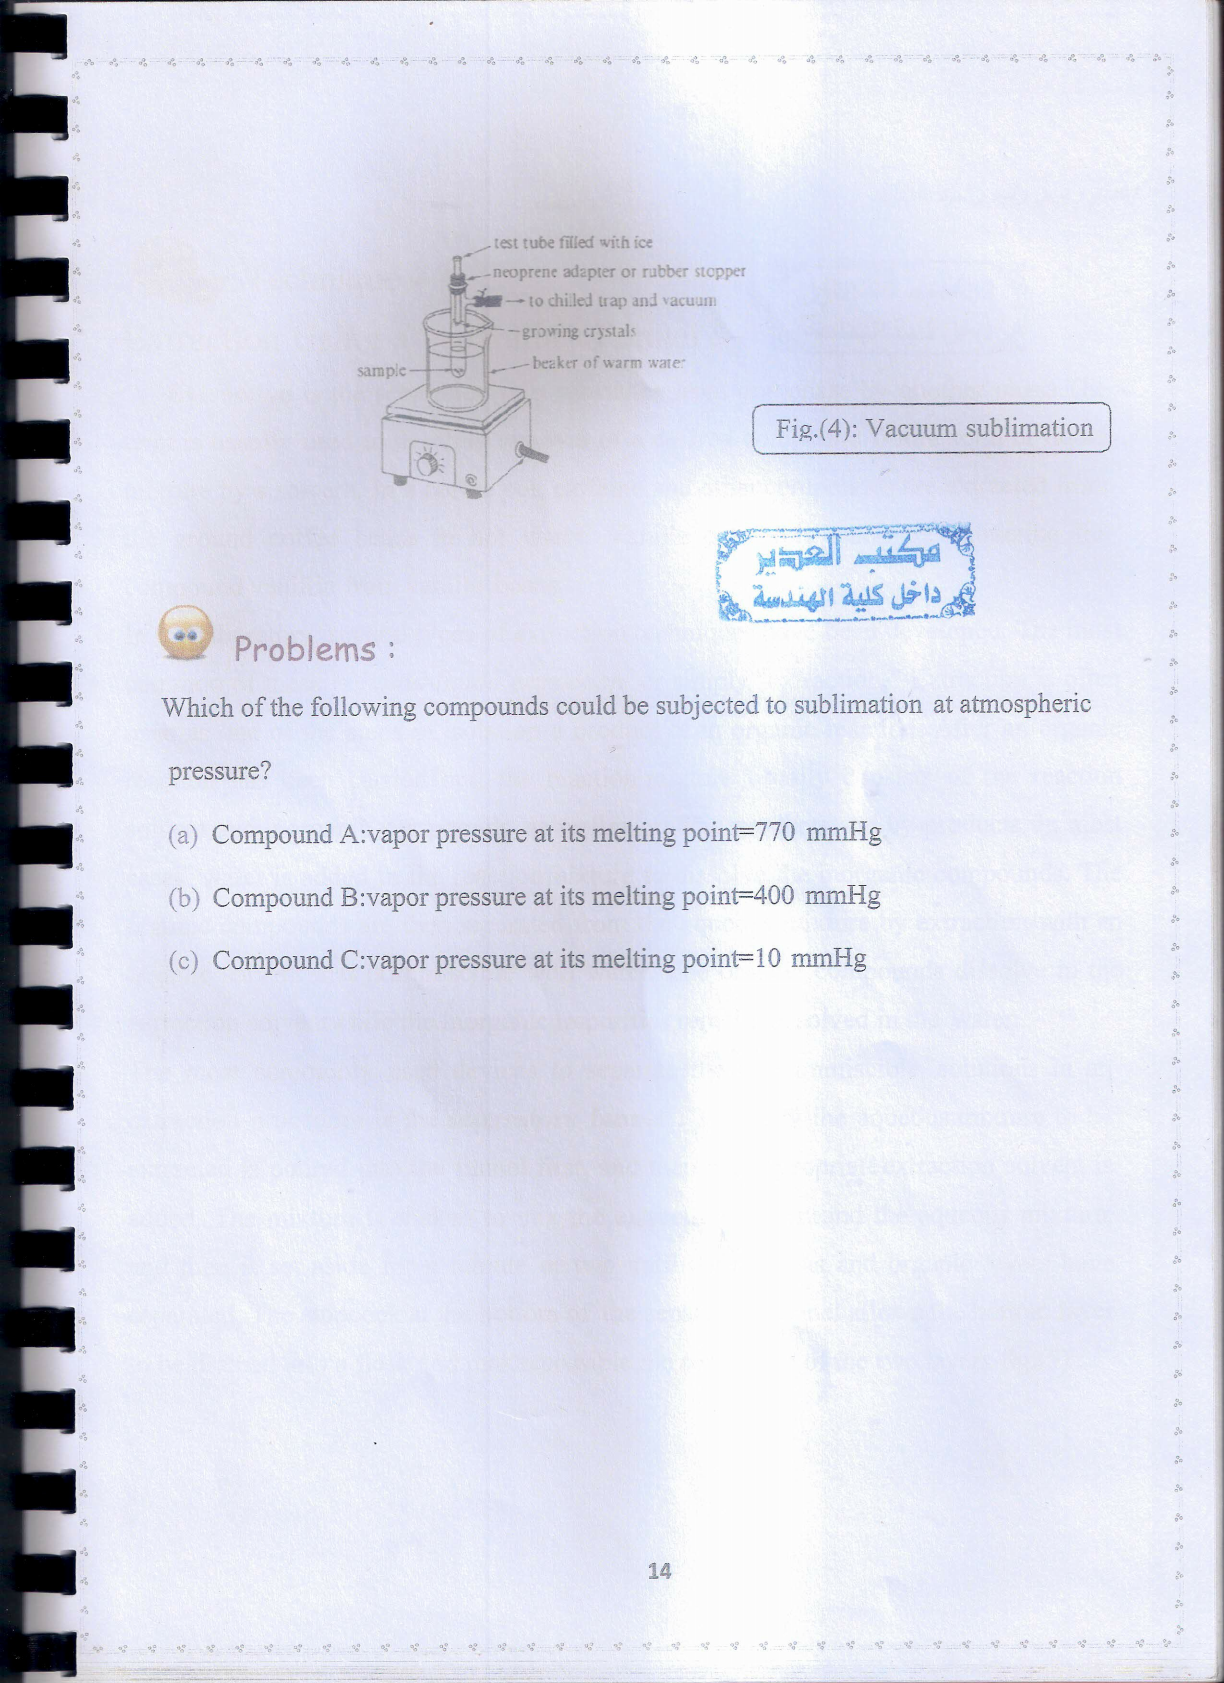 test tube filled with ice
neoprene adapter or rubber stopper
to chilled trap and vacuum
growing crystals
beaker of warm water
sample
Fig.(4): Vacuum sublimation
مكتب الغدير
داخل كلية الهندسة
Problems :
Which of the following compounds could be subjected to sublimation at atmospheric
pressure?
(a) Compound A:vapor pressure at its melting point=770 mmHg
(b) Compound B:vapor pressure at its melting point=400 mmHg
(c) Compound C:vapor pressure at its melting point=10 mmHg
14